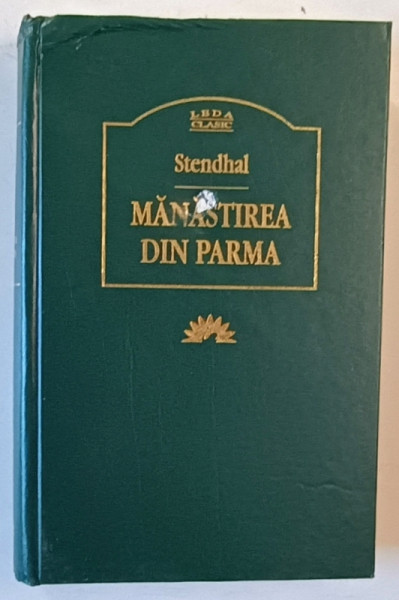 LEDA
CLASIC
Stendhal
MĂNĂSTIREA
DIN PARMA